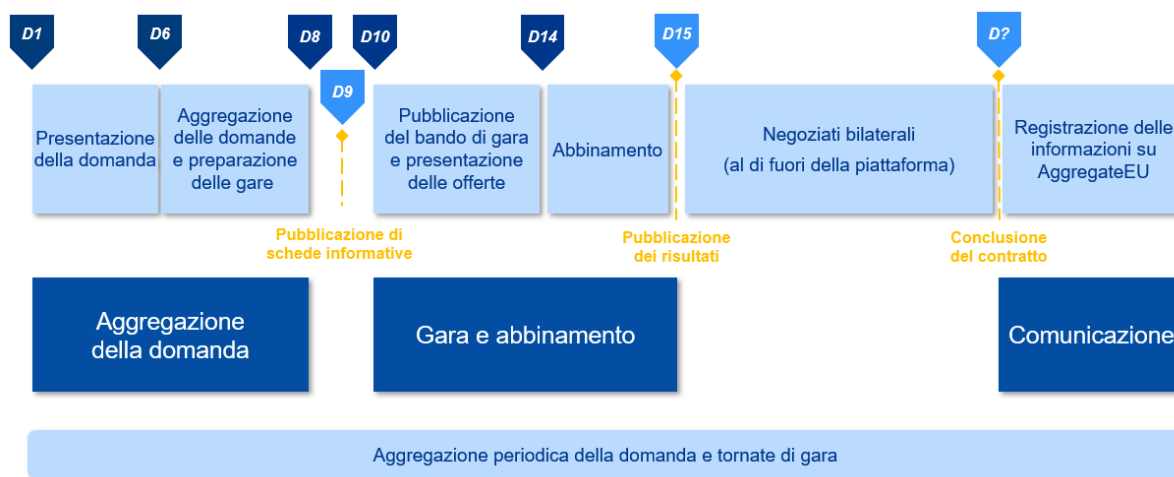 D1
D6
D8
D10
D14
D15
D?
D9
Presentazione
della domanda
Aggregazione
delle domande
e preparazione
delle gare
Pubblicazione
del bando di gara
e presentazione
delle offerte
Abbinamento
Negoziati bilaterali
(al di fuori della piattaforma)
Registrazione delle
informazioni su
AggregateEU
Pubblicazione di
schede informative
Pubblicazione
dei risultati
Conclusione
del contratto
Aggregazione
della domanda
Gara e abbinamento
Comunicazione
Aggregazione periodica della domanda e tornate di gara